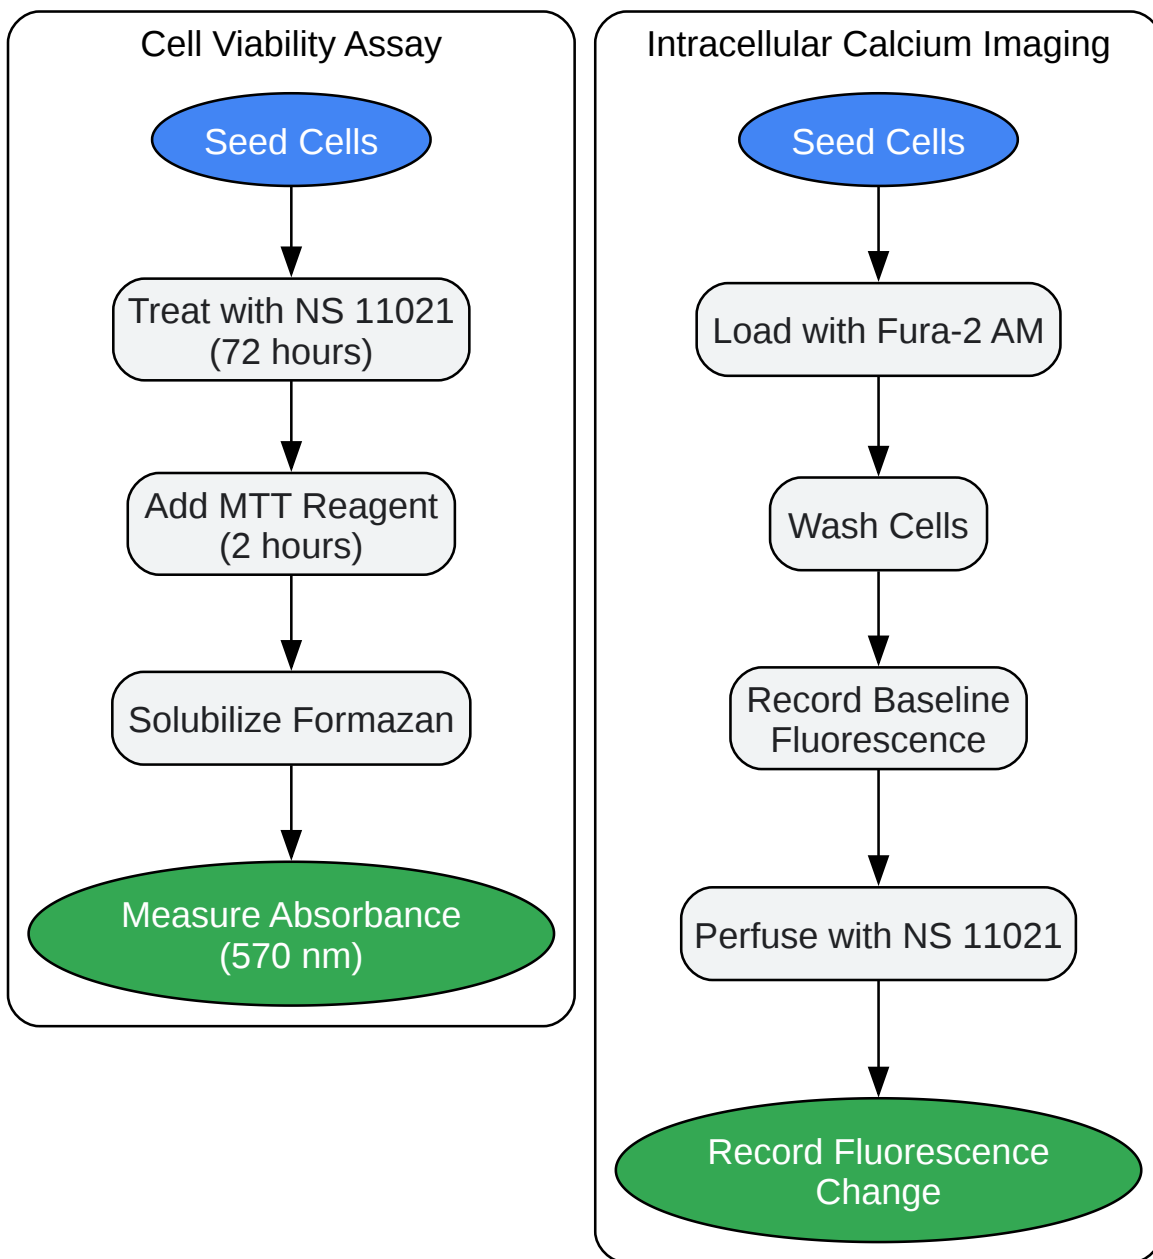 Cell Viability Assay
Seed Cells
Treat with NS 11021
(72 hours)
Add MTT Reagent
(2 hours)
Solubilize Formazan
Measure Absorbance
(570 nm)
Intracellular Calcium Imaging
Seed Cells
Load with Fura-2 AM
Wash Cells
Record Baseline
Fluorescence
Perfuse with NS 11021
Record Fluorescence
Change